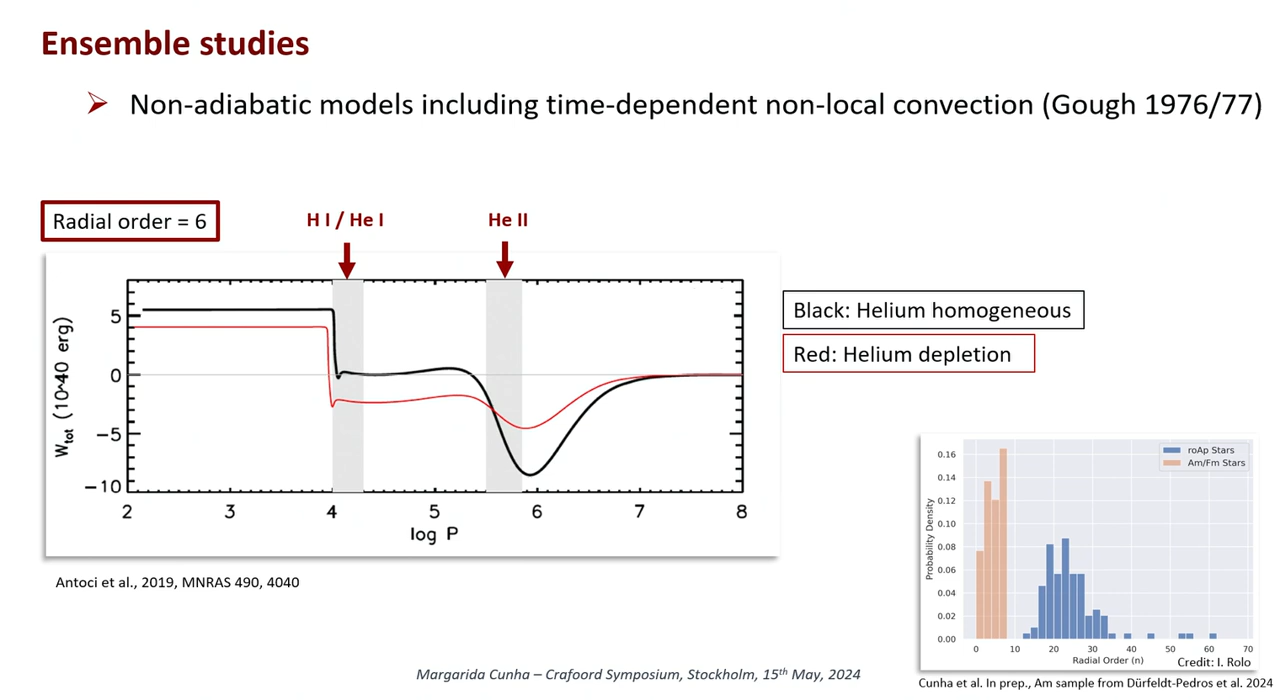 Ensemble studies
➢ Non-adiabatic models including time-dependent non-local convection (Gough 1976/77)
Radial order = 6
H I / He I
He II
Black: Helium homogeneous
Red: Helium depletion
W_tot (10^40 erg)
5
0
−5
−10
2 3 4 5 6 7 8
log P
Antoci et al., 2019, MNRAS 490, 4040
roAp Stars
Am/Fm Stars
Probability Density
0.16
0.14
0.12
0.10
0.08
0.06
0.04
0.02
0.00
0 10 20 30 40 50 60 70
Radial Order (n)
Credit: I. Rolo
Margarida Cunha – Crafoord Symposium, Stockholm, 15th May, 2024
Cunha et al. In prep., Am sample from Dürfeldt-Pedros et al. 2024